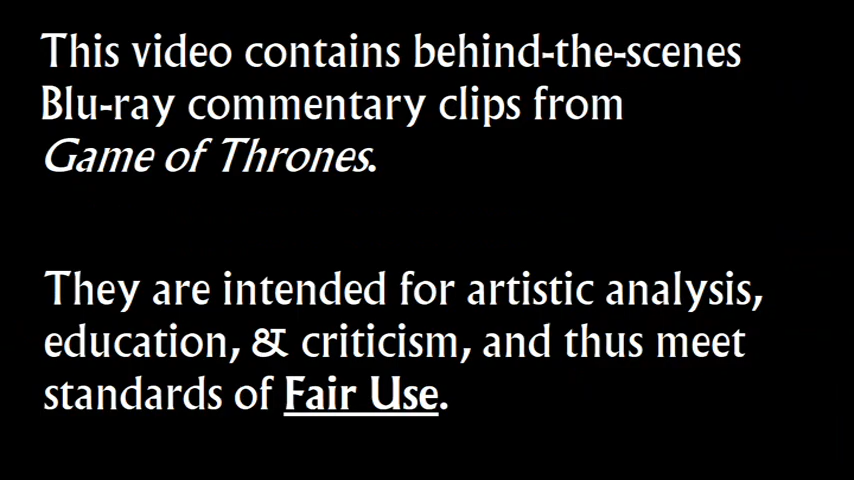 This video contains behind-the-scenes
Blu-ray commentary clips from
Game of Thrones.
They are intended for artistic analysis,
education, & criticism, and thus meet
standards of Fair Use.